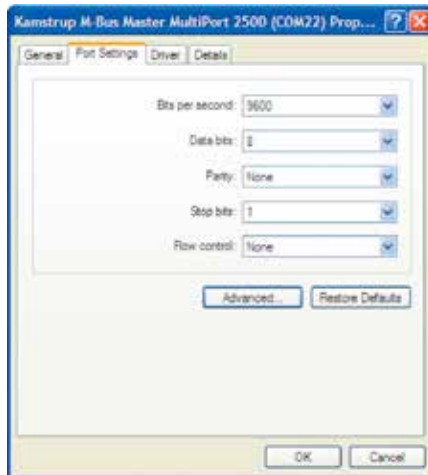 Kamstrup M-Bus Master MultiPort 2500 (COM22) Prop...
General Port Settings Driver Details
Bits per second: 9600
Data bits: 8
Parity: None
Stop bits: 1
Flow control: None
Advanced... Restore Defaults
OK Cancel